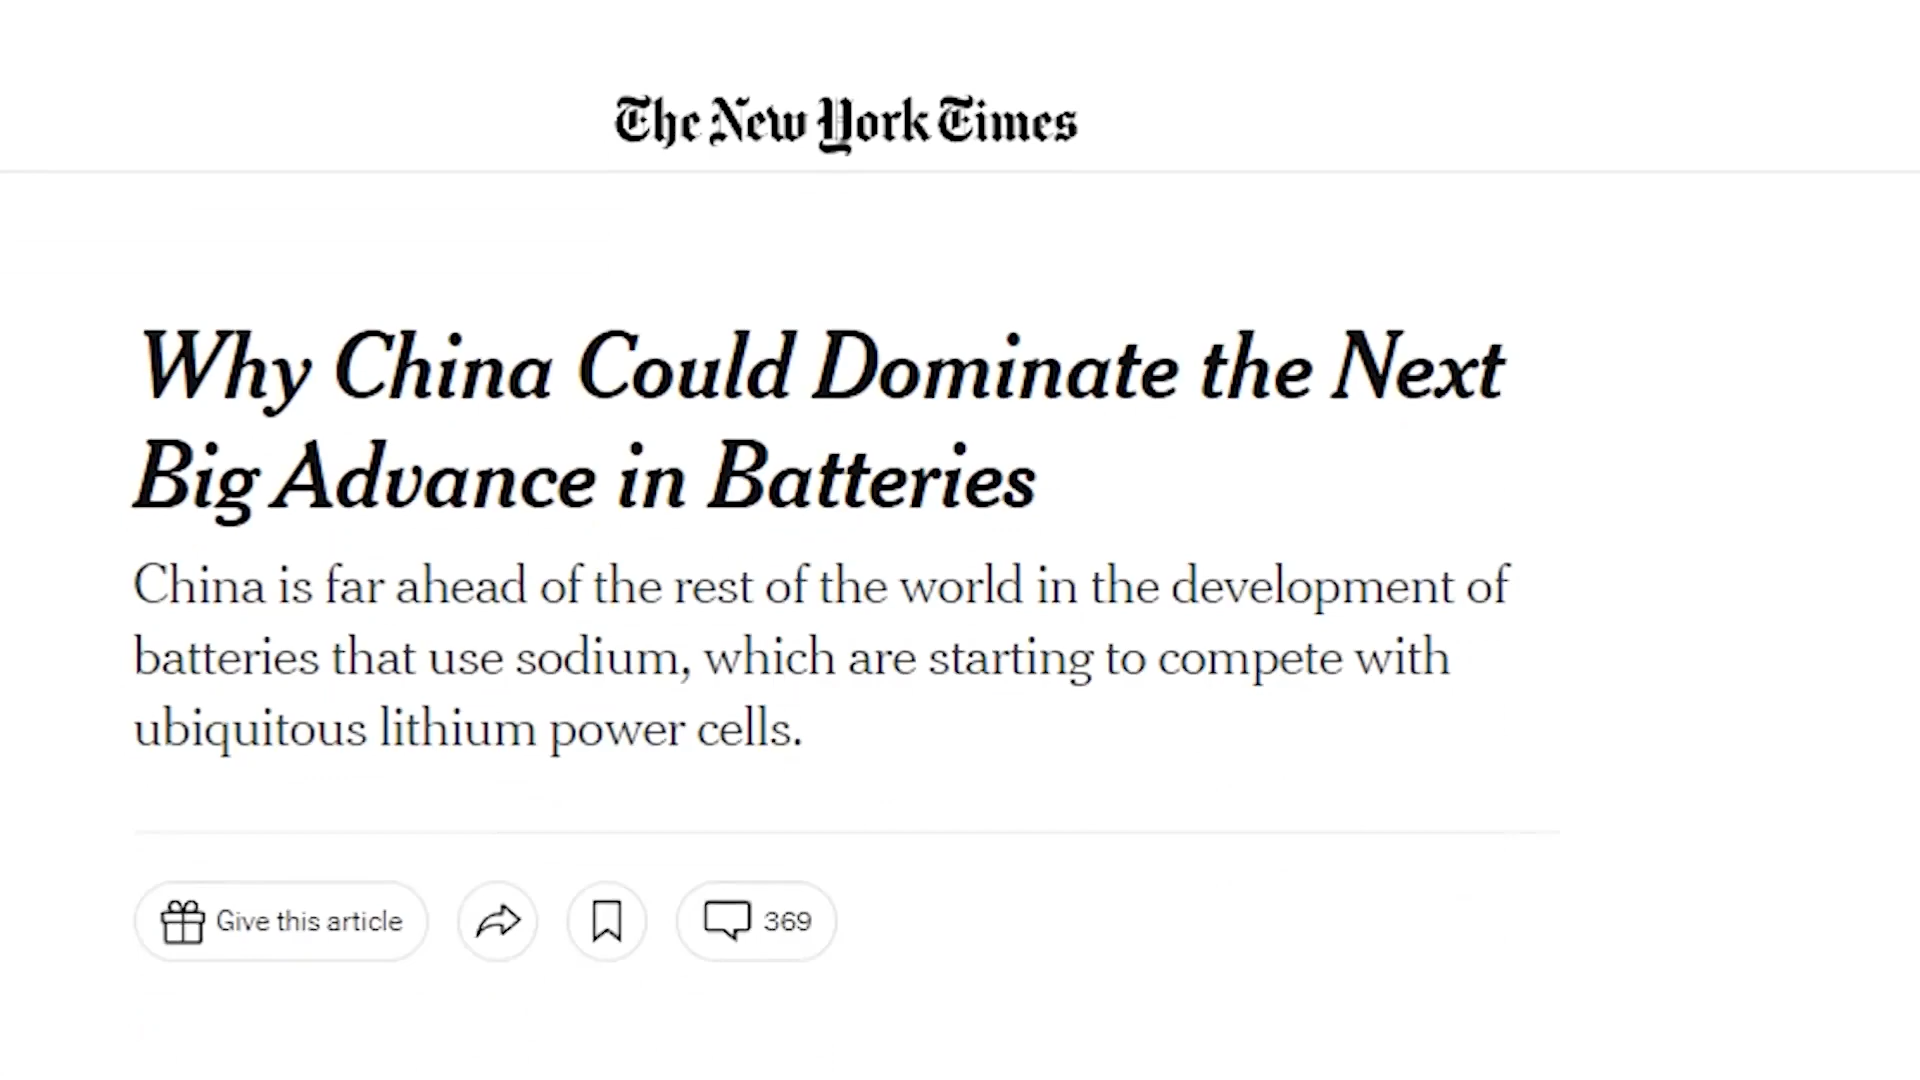 The New York Times
Why China Could Dominate the Next
Big Advance in Batteries
China is far ahead of the rest of the world in the development of
batteries that use sodium, which are starting to compete with
ubiquitous lithium power cells.
Give this article
369